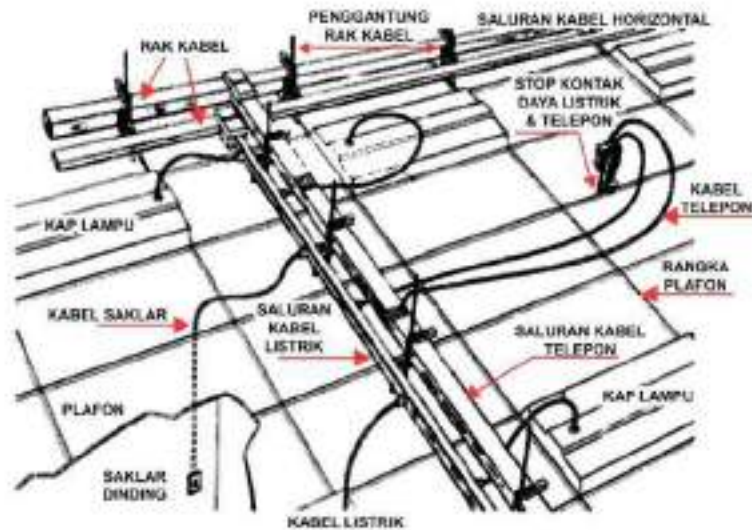 PENGGANTUNG
RAK KABEL
SALURAN KABEL HORIZONTAL
RAK KABEL
STOP KONTAK
DAYA LISTRIK
& TELEPON
KABEL
TELEPON
KAP LAMPU
RANGKA
PLAFON
KABEL SAKLAR
SALURAN
KABEL
LISTRIK
SALURAN KABEL
TELEPON
PLAFON
KAP LAMPU
SAKLAR
DINDING
KABEL LISTRIK